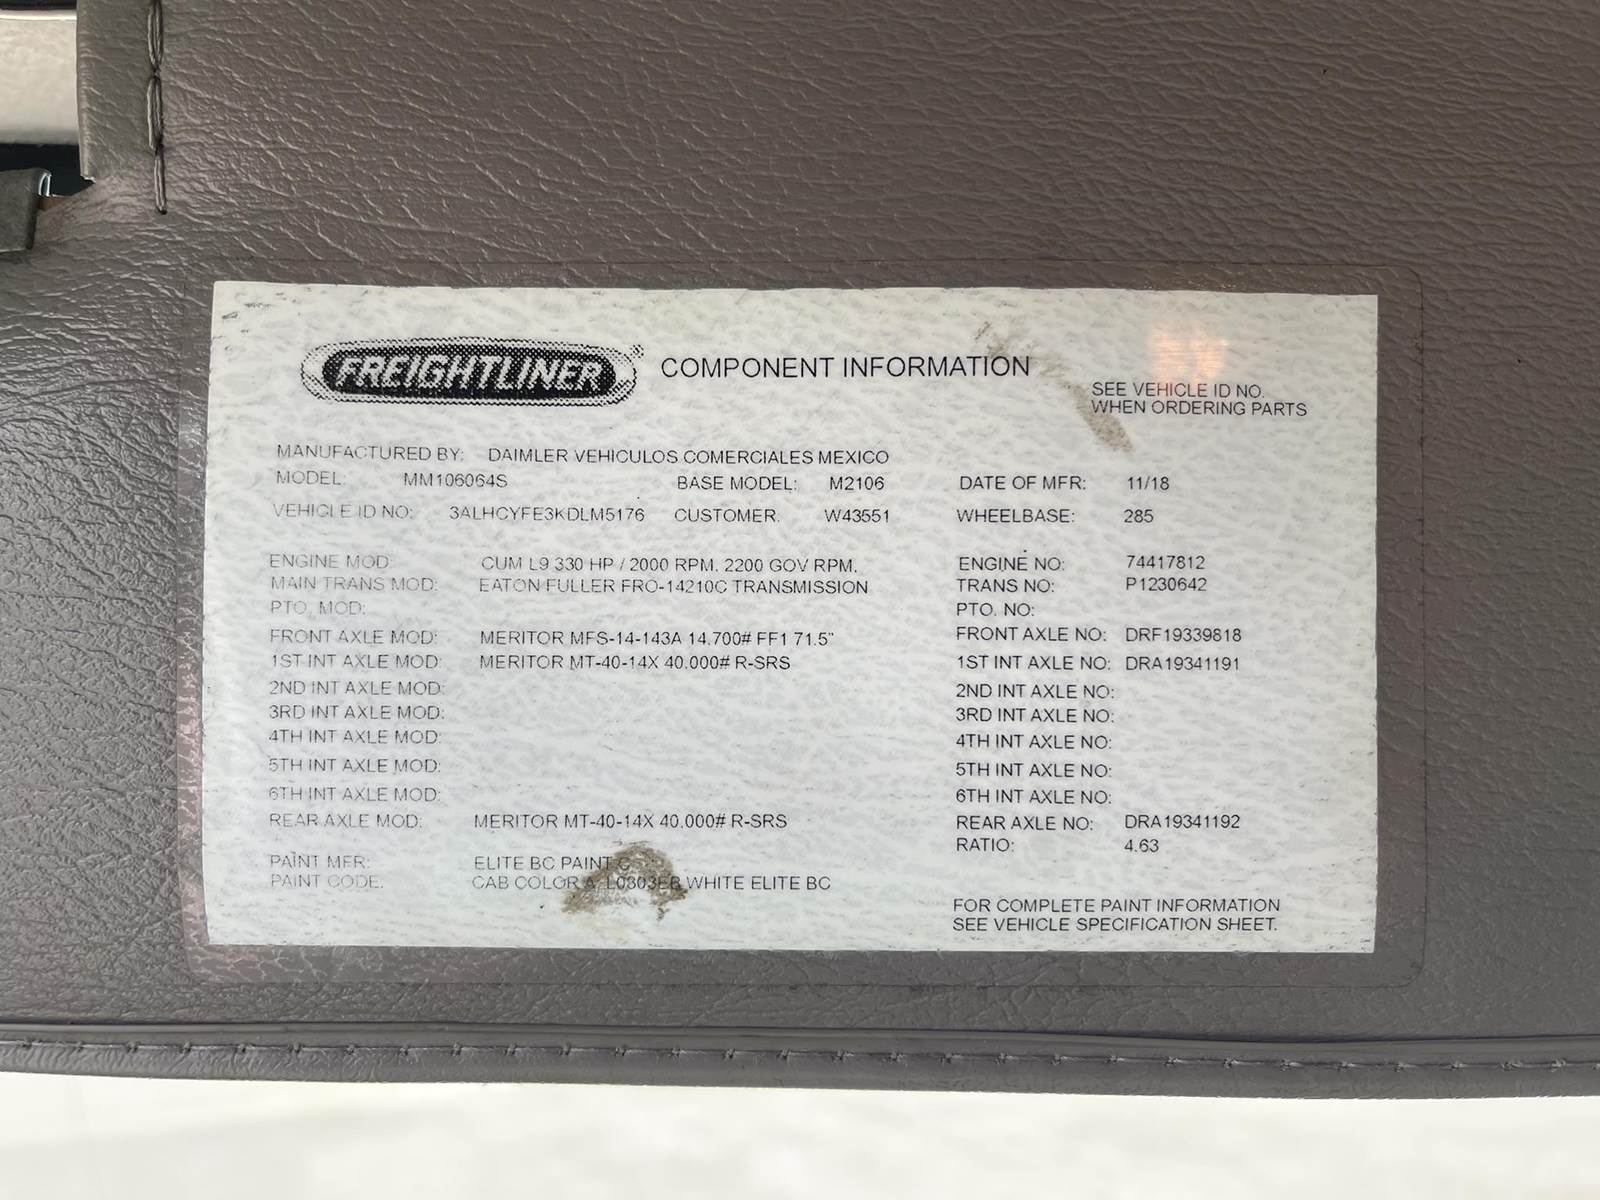 FREIGHTLINER COMPONENT INFORMATION
SEE VEHICLE ID NO.
WHEN ORDERING PARTS
MANUFACTURED BY: DAIMLER VEHICULOS COMERCIALES MEXICO
MODEL: MM106064S BASE MODEL: M2106 DATE OF MFR: 11/18
VEHICLE ID NO: 3ALHCYFE3KDLM5176 CUSTOMER: W43551 WHEELBASE: 285
ENGINE MOD: CUM L9 330 HP / 2000 RPM, 2200 GOV RPM, ENGINE NO: 74417812
MAIN TRANS MOD: EATON FULLER FRO-14210C TRANSMISSION TRANS NO: P1230642
PTO. MOD: PTO. NO:
FRONT AXLE MOD: MERITOR MFS-14-143A 14,700# FF1 71.5" FRONT AXLE NO: DRF19339818
1ST INT AXLE MOD: MERITOR MT-40-14X 40,000# R-SRS 1ST INT AXLE NO: DRA19341191
2ND INT AXLE MOD: 2ND INT AXLE NO:
3RD INT AXLE MOD: 3RD INT AXLE NO:
4TH INT AXLE MOD: 4TH INT AXLE NO:
5TH INT AXLE MOD: 5TH INT AXLE NO:
6TH INT AXLE MOD: 6TH INT AXLE NO:
REAR AXLE MOD: MERITOR MT-40-14X 40,000# R-SRS REAR AXLE NO: DRA19341192
RATIO: 4.63
PAINT MFR: ELITE BC PAINT
PAINT CODE: CAB COLOR A: L0303EB WHITE ELITE BC
FOR COMPLETE PAINT INFORMATION
SEE VEHICLE SPECIFICATION SHEET.